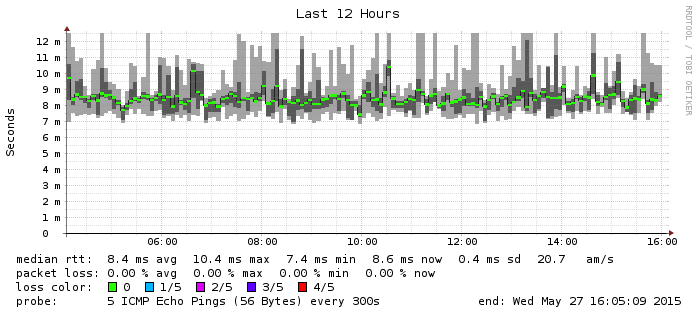 Last 12 Hours
RRDTOOL / TOBI OETIKER
Seconds
12 m
11 m
10 m
9 m
8 m
7 m
6 m
5 m
4 m
3 m
2 m
1 m
0
06:00 08:00 10:00 12:00 14:00 16:00
median rtt: 8.4 ms avg 10.4 ms max 7.4 ms min 8.6 ms now 0.4 ms sd 20.7 am/s
packet loss: 0.00 % avg 0.00 % max 0.00 % min 0.00 % now
loss color: 0 1/5 2/5 3/5 4/5
probe: 5 ICMP Echo Pings (56 Bytes) every 300s end: Wed May 27 16:05:09 2015